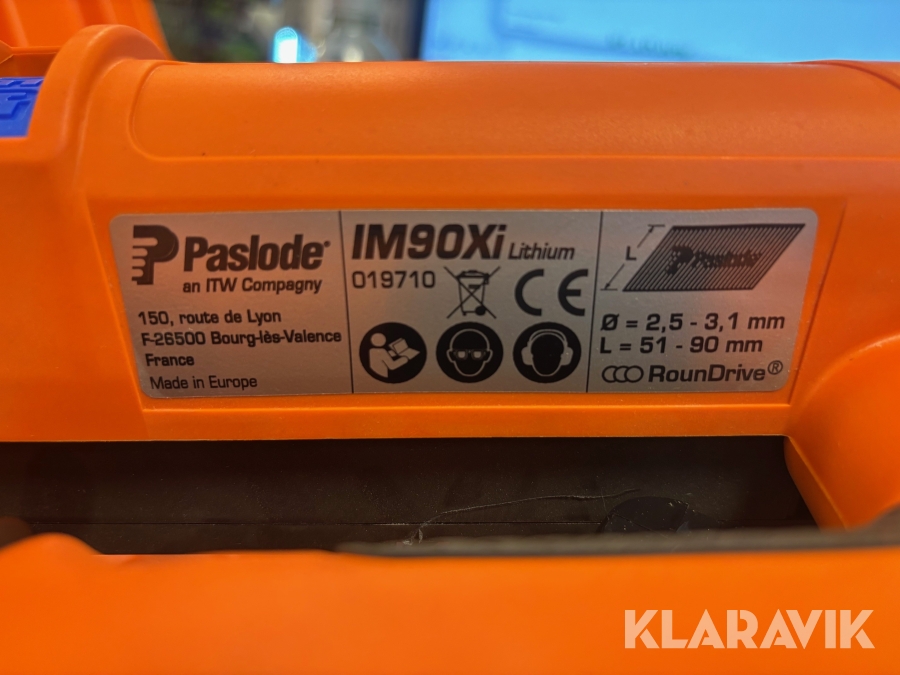 Paslode®
an ITW Compagny
150, route de Lyon
F-26500 Bourg-lès-Valence
France
Made in Europe
IM90Xi Lithium
019710
CE
L
Paslode
Ø = 2,5 - 3,1 mm
L = 51 - 90 mm
RounDrive®
KLARAVIK